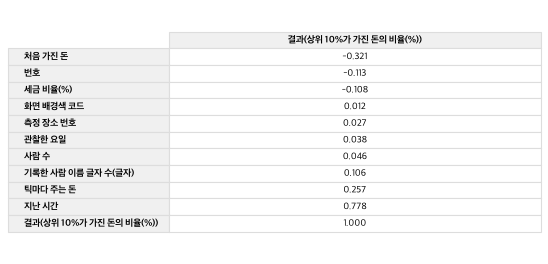 결과(상위 10%가 가진 돈의 비율(%))
처음 가진 돈 -0.321
번호 -0.113
세금 비율(%) -0.108
화면 배경색 코드 0.012
측정 장소 번호 0.027
관찰한 요일 0.038
사람 수 0.046
기록한 사람 이름 글자 수(글자) 0.106
틱마다 주는 돈 0.257
지난 시간 0.778
결과(상위 10%가 가진 돈의 비율(%)) 1.000